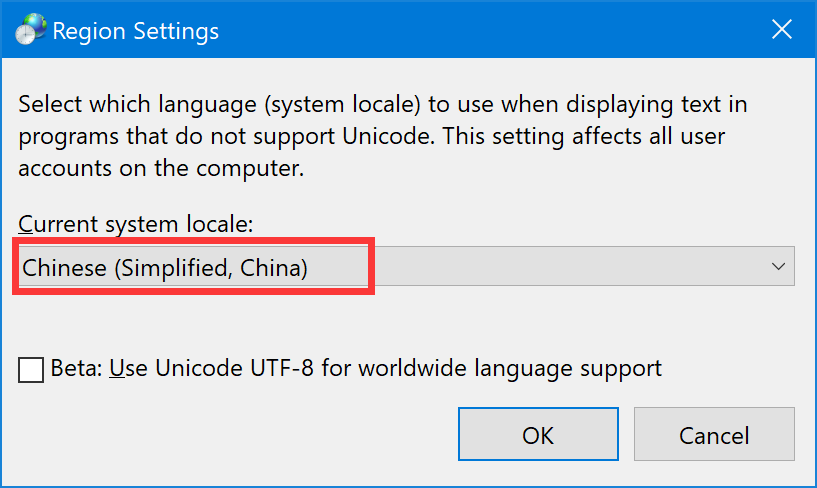 Region Settings
Select which language (system locale) to use when displaying text in
programs that do not support Unicode. This setting affects all user
accounts on the computer.
Current system locale:
Chinese (Simplified, China)
Beta: Use Unicode UTF-8 for worldwide language support
OK
Cancel